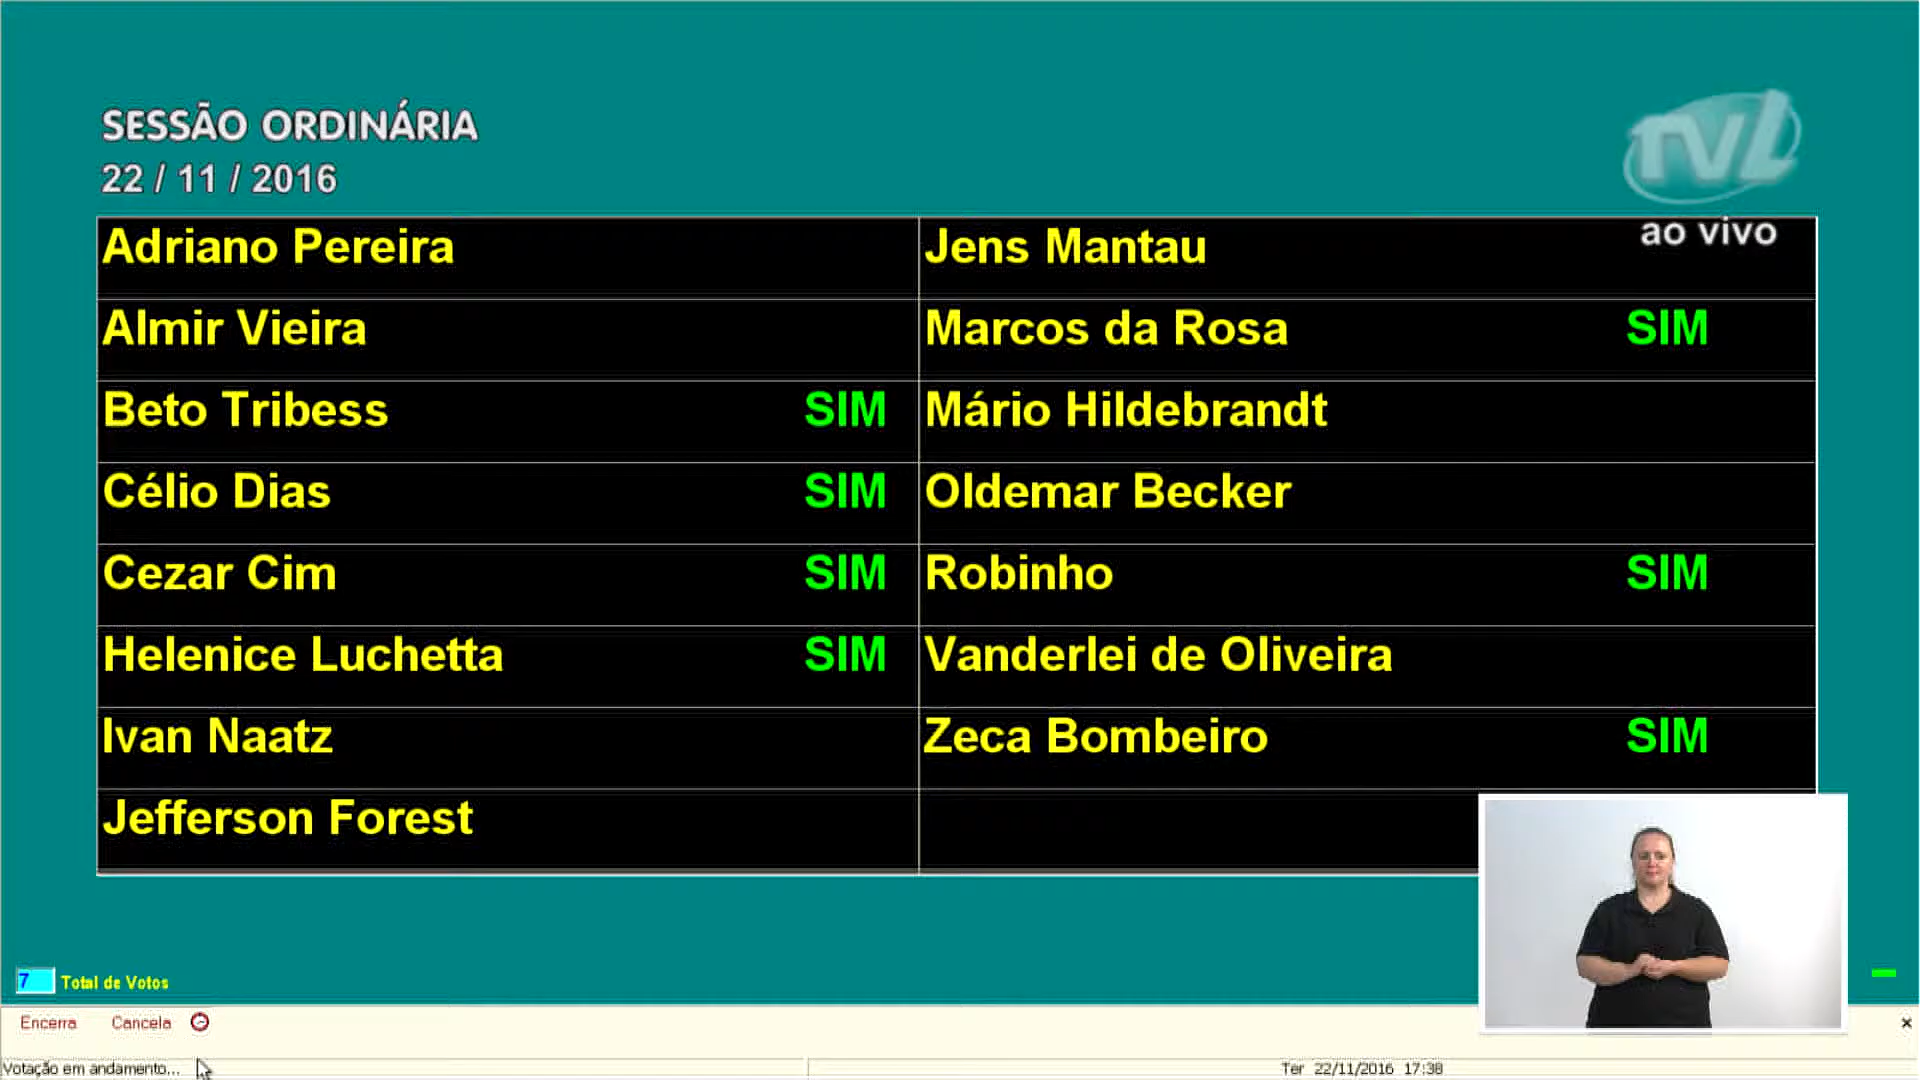 SESSÃO ORDINÁRIA
22 / 11 / 2016
TVL
ao vivo
Adriano Pereira
Jens Mantau
Almir Vieira
Marcos da Rosa SIM
Beto Tribess SIM
Mário Hildebrandt
Célio Dias SIM
Oldemar Becker
Cezar Cim SIM
Robinho SIM
Helenice Luchetta SIM
Vanderlei de Oliveira
Ivan Naatz
Zeca Bombeiro SIM
Jefferson Forest
7 Total de Votos
Encerra Cancela
Votação em andamento...
Ter 22/11/2016 17:38